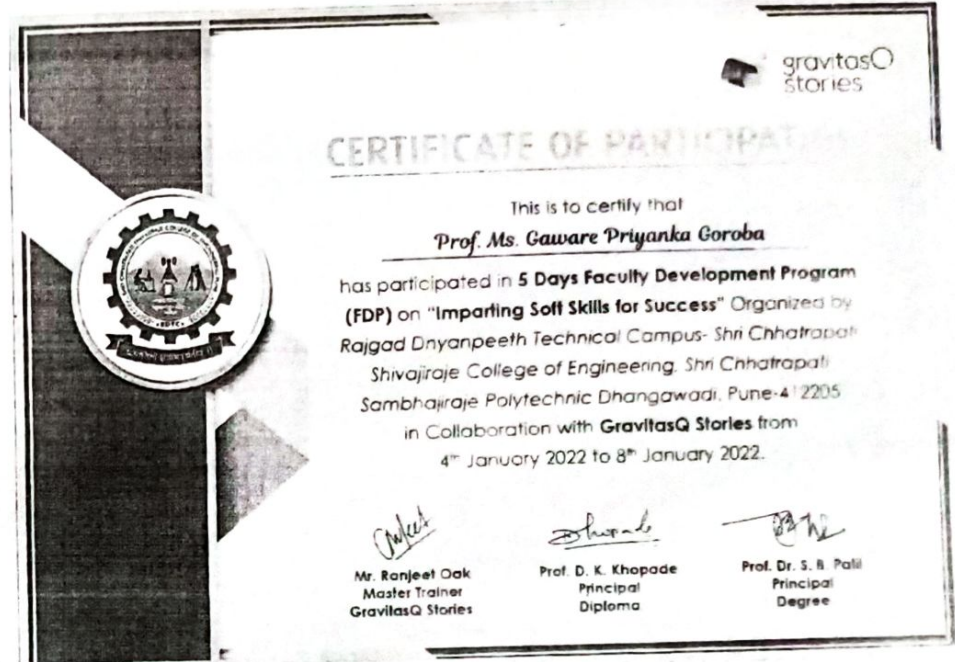 gravitasQ
stories
CERTIFICATE OF PARTICIPAT
This is to certify that
Prof. Ms. Gaware Priyanka Goroba
has participated in 5 Days Faculty Development Program
(FDP) on "Imparting Soft Skills for Success" Organized by
Rajgad Dnyanpeeth Technical Campus- Shri Chhatrapati
Shivajiraje College of Engineering, Shri Chhatrapati
Sambhajiraje Polytechnic Dhangawadi, Pune-412205
in Collaboration with GravitasQ Stories from
4th January 2022 to 8th January 2022.
Mr. Ranjeet Oak
Master Trainer
GravitasQ Stories
Prof. D. K. Khopade
Principal
Diploma
Prof. Dr. S. B. Patil
Principal
Degree